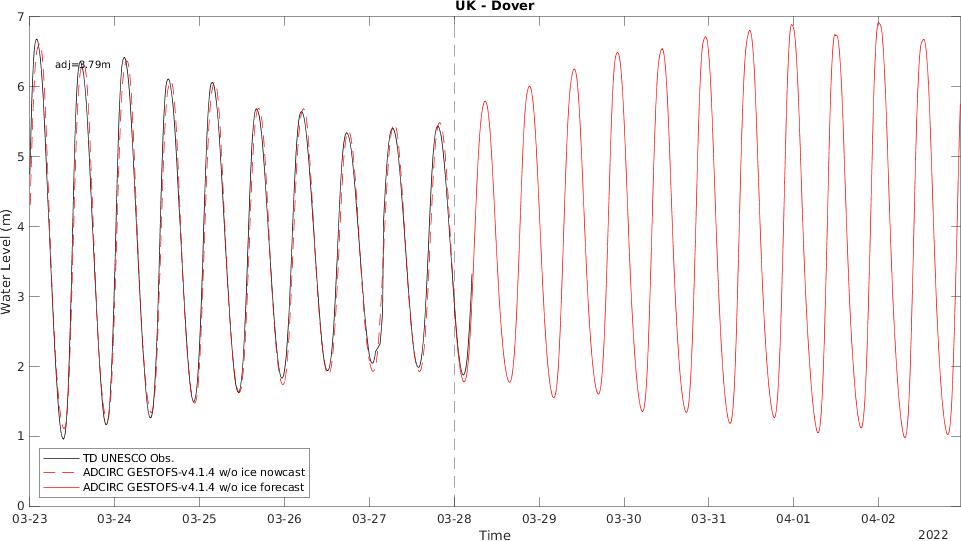 UK - Dover
7
adj=3.79m
6
5
4
3
2
1
0
Water Level (m)
TD UNESCO Obs.
ADCIRC GESTOFS-v4.1.4 w/o ice nowcast
ADCIRC GESTOFS-v4.1.4 w/o ice forecast
03-23 03-24 03-25 03-26 03-27 03-28 03-29 03-30 03-31 04-01 04-02
Time
2022